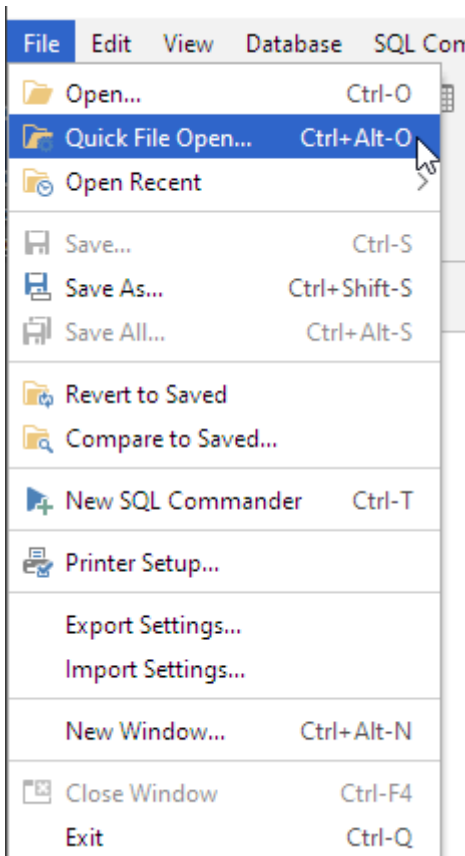 File Edit View Database SQL Com
Open... Ctrl-O
Quick File Open... Ctrl+Alt-O
Open Recent
Save... Ctrl-S
Save As... Ctrl+Shift-S
Save All... Ctrl+Alt-S
Revert to Saved
Compare to Saved...
New SQL Commander Ctrl-T
Printer Setup...
Export Settings...
Import Settings...
New Window... Ctrl+Alt-N
Close Window Ctrl-F4
Exit Ctrl-Q